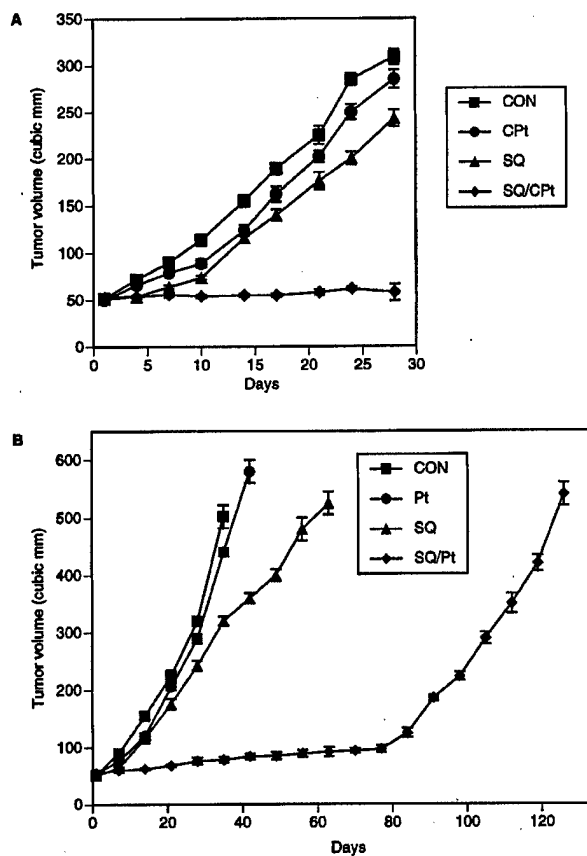 A
350
300
250
200
150
100
50
0
0 5 10 15 20 25 30
Tumor volume (cubic mm)
Days
CON
CPt
SQ
SQ/CPt
B
600
500
400
300
200
100
0
0 20 40 60 80 100 120
Tumor volume (cubic mm)
Days
CON
Pt
SQ
SQ/Pt